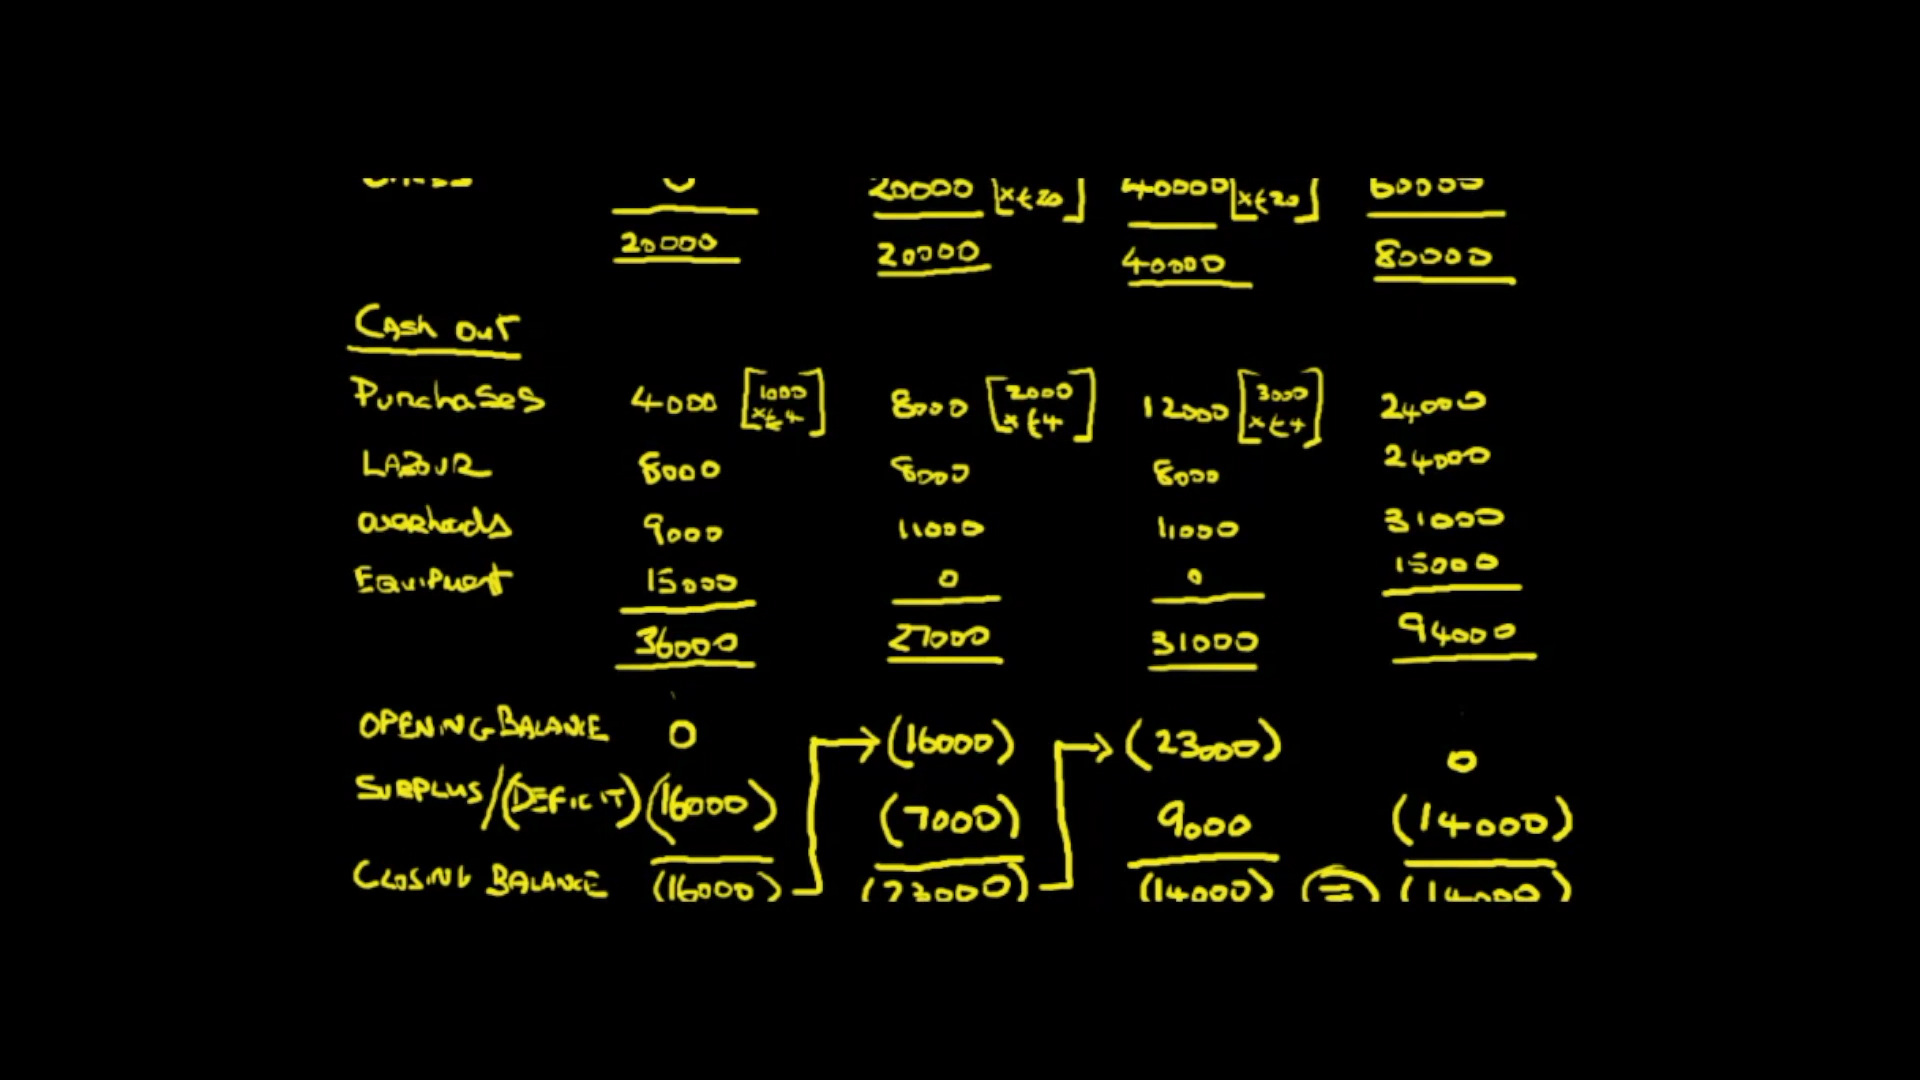 0 20000 [x£20] 40000 [x£20] 60000
20000 20000 40000 80000
Cash out
Purchases 4000 [1000 x£4] 8000 [2000 x£4] 12000 [3000 x£4] 24000
LABOUR 8000 8000 8000 24000
overheads 9000 11000 11000 31000
Equipment 15000 0 0 15000
36000 27000 31000 94000
OPENING BALANCE 0 (16000) (23000) 0
SURPLUS/(DEFICIT) (16000) (7000) 9000 (14000)
CLOSING BALANCE (16000) (23000) (14000) (=) (14000)